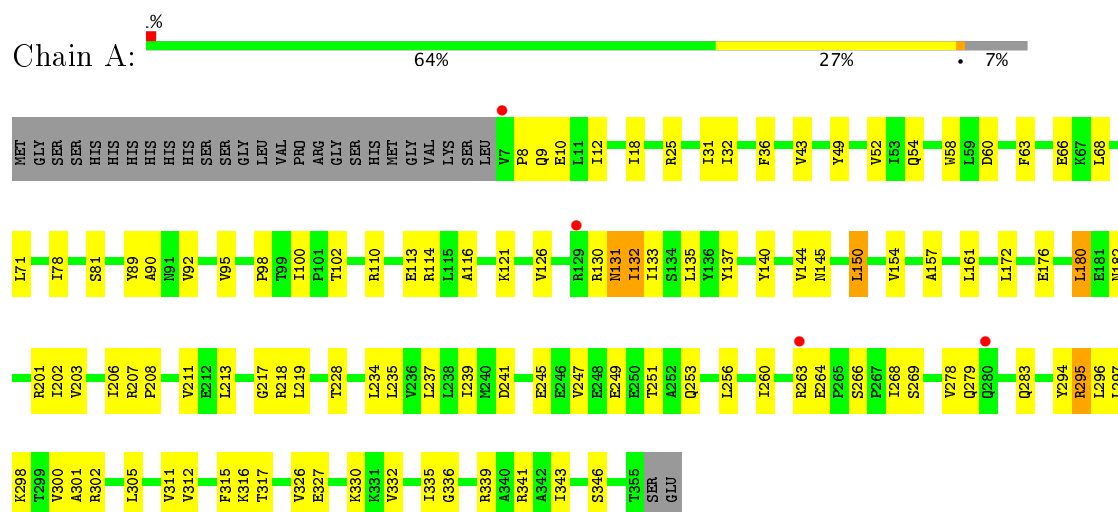 .%
Chain A:
64% 27% • 7%
MET GLY SER SER HIS HIS HIS HIS HIS HIS SER SER GLY LEU VAL PRO ARG GLY SER HIS MET GLY VAL LYS SER LEU V7 P8 Q9 E10 L11 I12 I18 R25 I31 I32 F36 V43 Y49 V52 I53 Q54 W58 L59 D60 F63 E66 K67 L68
L71 I78 S81 Y89 A90 N91 V92 V95 P98 T99 I100 P101 T102 R110 E113 R114 L115 A116 K121 V126 R129 R130 N131 I132 I133 S134 L135 Y136 Y137 Y140 V144 N145 L150 V154 A157 L161 L172 E176 L180 E181 N182
R201 I202 V203 I206 R207 P208 V211 E212 L213 G217 R218 L219 T228 L234 L235 V236 L237 L238 I239 M240 D241 E245 E246 V247 E248 E249 E250 T251 A252 Q253 L256 I260 R263 E264 P265 S266 P267 I268 S269 V278 Q279 Q280 Q283 Y294 R295 L296 L297
K298 T299 V300 A301 R302 L305 V311 V312 F315 K316 T317 V326 E327 K330 K331 V332 I335 G336 R339 A340 R341 A342 I343 S346 T355 SER GLU